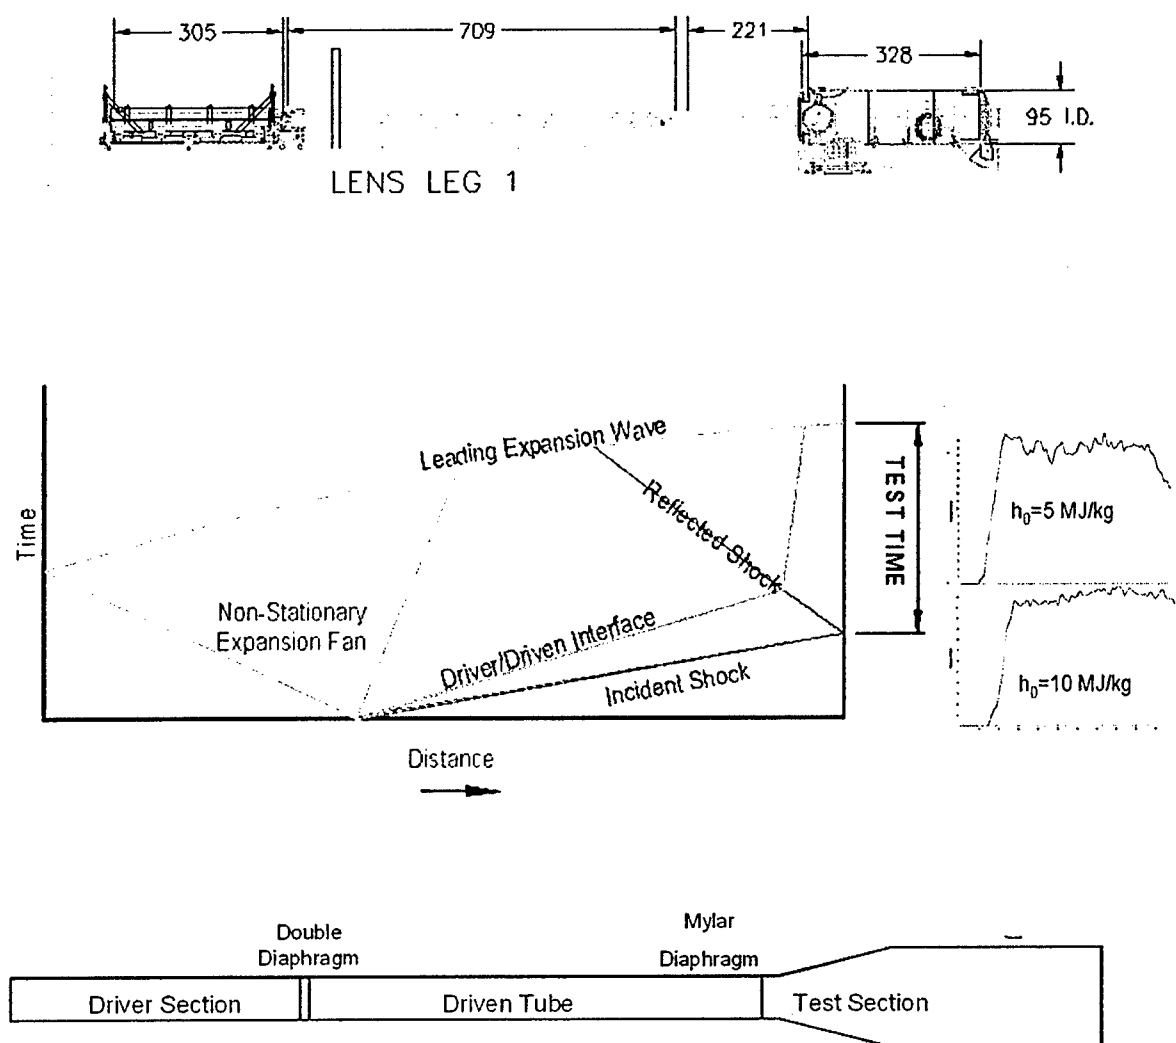 305
709
221
328
95 I.D.
LENS LEG 1
Leading Expansion Wave
Reflected Shock
TEST TIME
h₀=5 MJ/kg
Time
Non-Stationary
Expansion Fan
Driver/Driven Interface
Incident Shock
h₀=10 MJ/kg
Distance
Double
Diaphragm
Mylar
Diaphragm
Driver Section
Driven Tube
Test Section